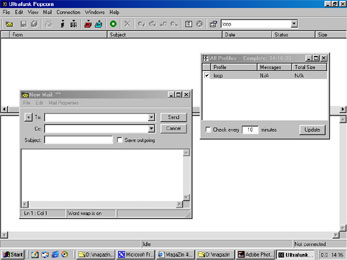 Ultrafunk Popcorn
File Edit View Mail Connection Windows Help
ccc
From Subject Date Status Size
All Profiles - Complete
Profile Messages Total Size
loop N/A N/A
Check every 10 minutes Update
New Mail: ""
File Edit Mail Properties
To: Send
Cc: Cancel
Subject: Save outgoing
Ln 1 : Col 1 Word wrap is on
Idle Not connected
Start D:\magazin Microsoft Fr MagaZin 4 D:\magazin Adobe Phot Ultrafunk P 14:16